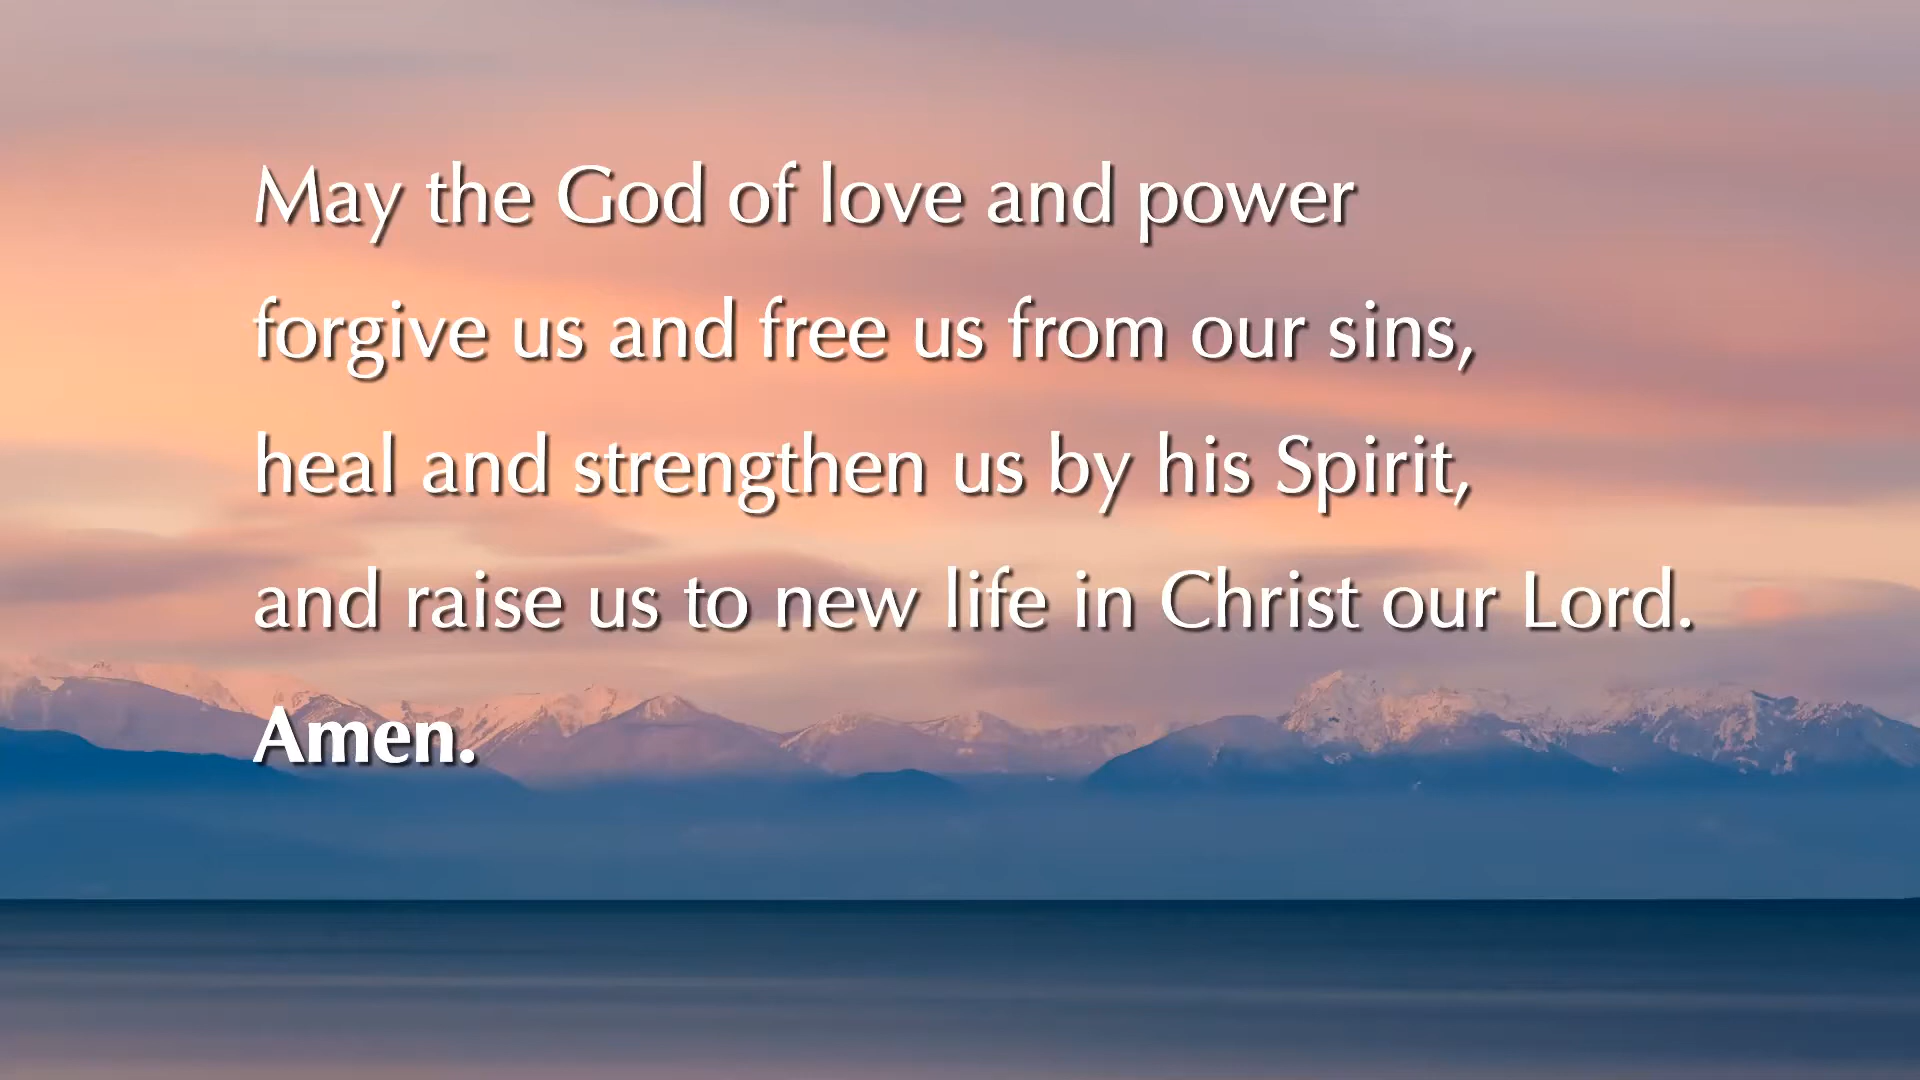 May the God of love and power
forgive us and free us from our sins,
heal and strengthen us by his Spirit,
and raise us to new life in Christ our Lord.
Amen.